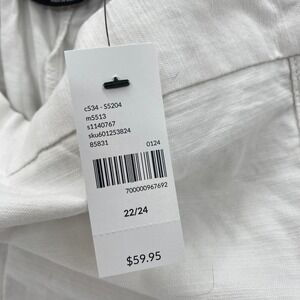 c534 - S5204
m5513
s1140767
sku601253824
85831 0124
700000967692
22/24
$59.95